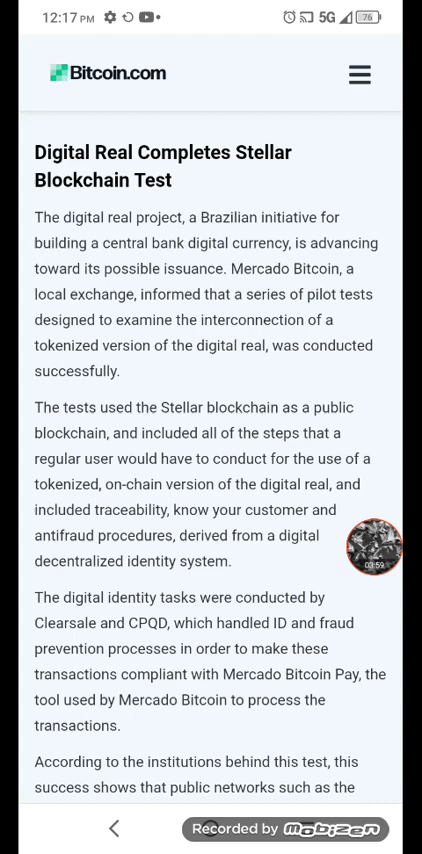 12:17 PM 5G 76
Bitcoin.com
Digital Real Completes Stellar
Blockchain Test
The digital real project, a Brazilian initiative for
building a central bank digital currency, is advancing
toward its possible issuance. Mercado Bitcoin, a
local exchange, informed that a series of pilot tests
designed to examine the interconnection of a
tokenized version of the digital real, was conducted
successfully.
The tests used the Stellar blockchain as a public
blockchain, and included all of the steps that a
regular user would have to conduct for the use of a
tokenized, on-chain version of the digital real, and
included traceability, know your customer and
antifraud procedures, derived from a digital
decentralized identity system.
03:59
The digital identity tasks were conducted by
Clearsale and CPQD, which handled ID and fraud
prevention processes in order to make these
transactions compliant with Mercado Bitcoin Pay, the
tool used by Mercado Bitcoin to process the
transactions.
According to the institutions behind this test, this
success shows that public networks such as the
Recorded by mobizen